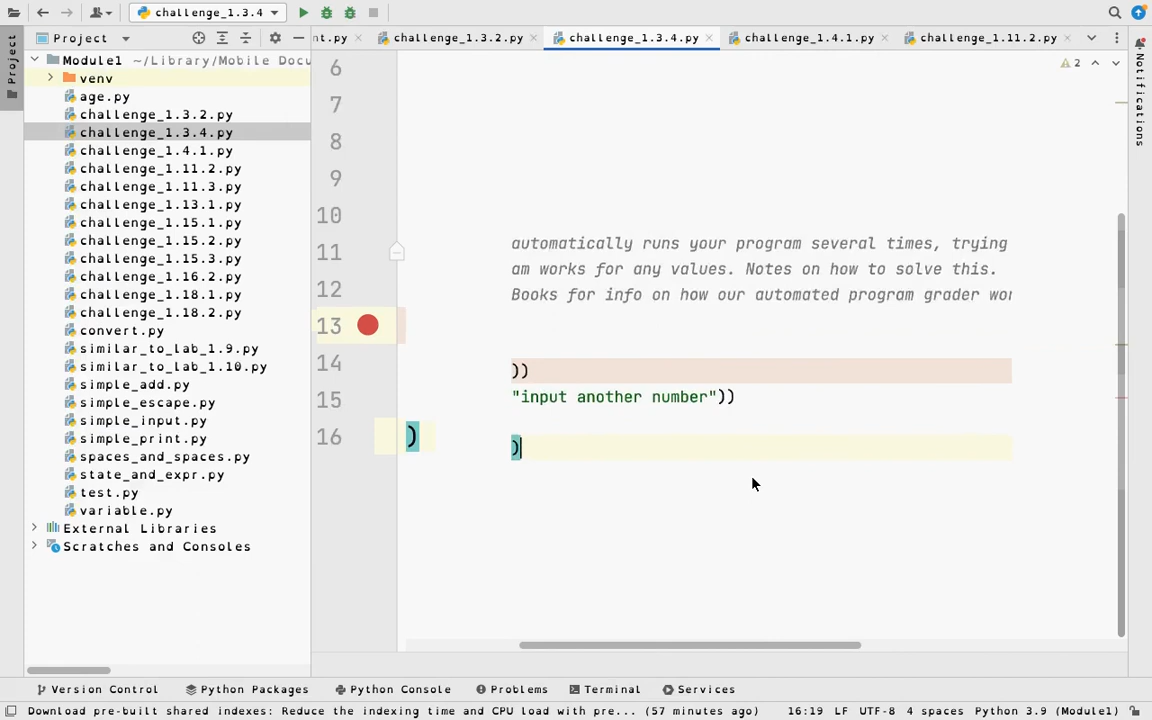 challenge_1.3.4
Project
nt.py
challenge_1.3.2.py
challenge_1.3.4.py
challenge_1.4.1.py
challenge_1.11.2.py
Project
Notifications
Module1 ~/Library/Mobile Docu
venv
age.py
challenge_1.3.2.py
challenge_1.3.4.py
challenge_1.4.1.py
challenge_1.11.2.py
challenge_1.11.3.py
challenge_1.13.1.py
challenge_1.15.1.py
challenge_1.15.2.py
challenge_1.15.3.py
challenge_1.16.2.py
challenge_1.18.1.py
challenge_1.18.2.py
convert.py
similar_to_lab_1.9.py
similar_to_lab_1.10.py
simple_add.py
simple_escape.py
simple_input.py
simple_print.py
spaces_and_spaces.py
state_and_expr.py
test.py
variable.py
External Libraries
Scratches and Consoles
2
6
7
8
9
10
11
12
13
14
15
16
automatically runs your program several times, trying
am works for any values. Notes on how to solve this.
Books for info on how our automated program grader wor
))
"input another number"))
)
)
Version Control
Python Packages
Python Console
Problems
Terminal
Services
Download pre-built shared indexes: Reduce the indexing time and CPU load with pre... (57 minutes ago)
16:19 LF UTF-8 4 spaces Python 3.9 (Module1)